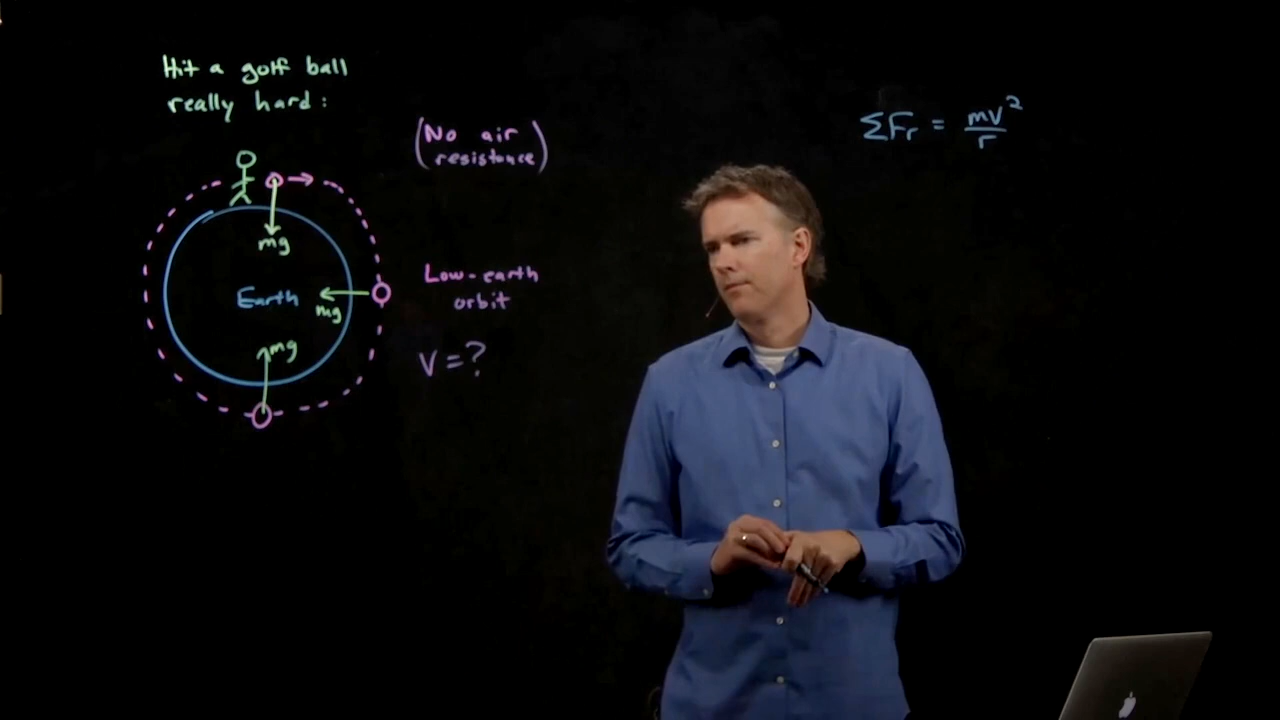 Hit a golf ball
really hard:
(No air
resistance)
mg
Earth
mg
mg
Low-earth
orbit
v = ?
ΣFr = mv²/r